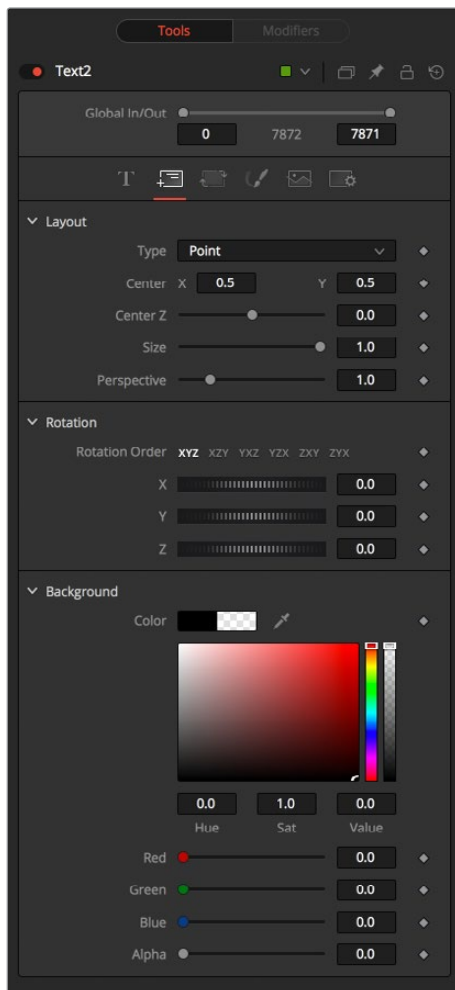 Tools Modifiers
Text2
Global In/Out
0 7872 7871
T
Layout
Type Point
Center X 0.5 Y 0.5
Center Z 0.0
Size 1.0
Perspective 1.0
Rotation
Rotation Order XYZ XZY YXZ YZX ZXY ZYX
X 0.0
Y 0.0
Z 0.0
Background
Color
0.0 1.0 0.0
Hue Sat Value
Red 0.0
Green 0.0
Blue 0.0
Alpha 0.0